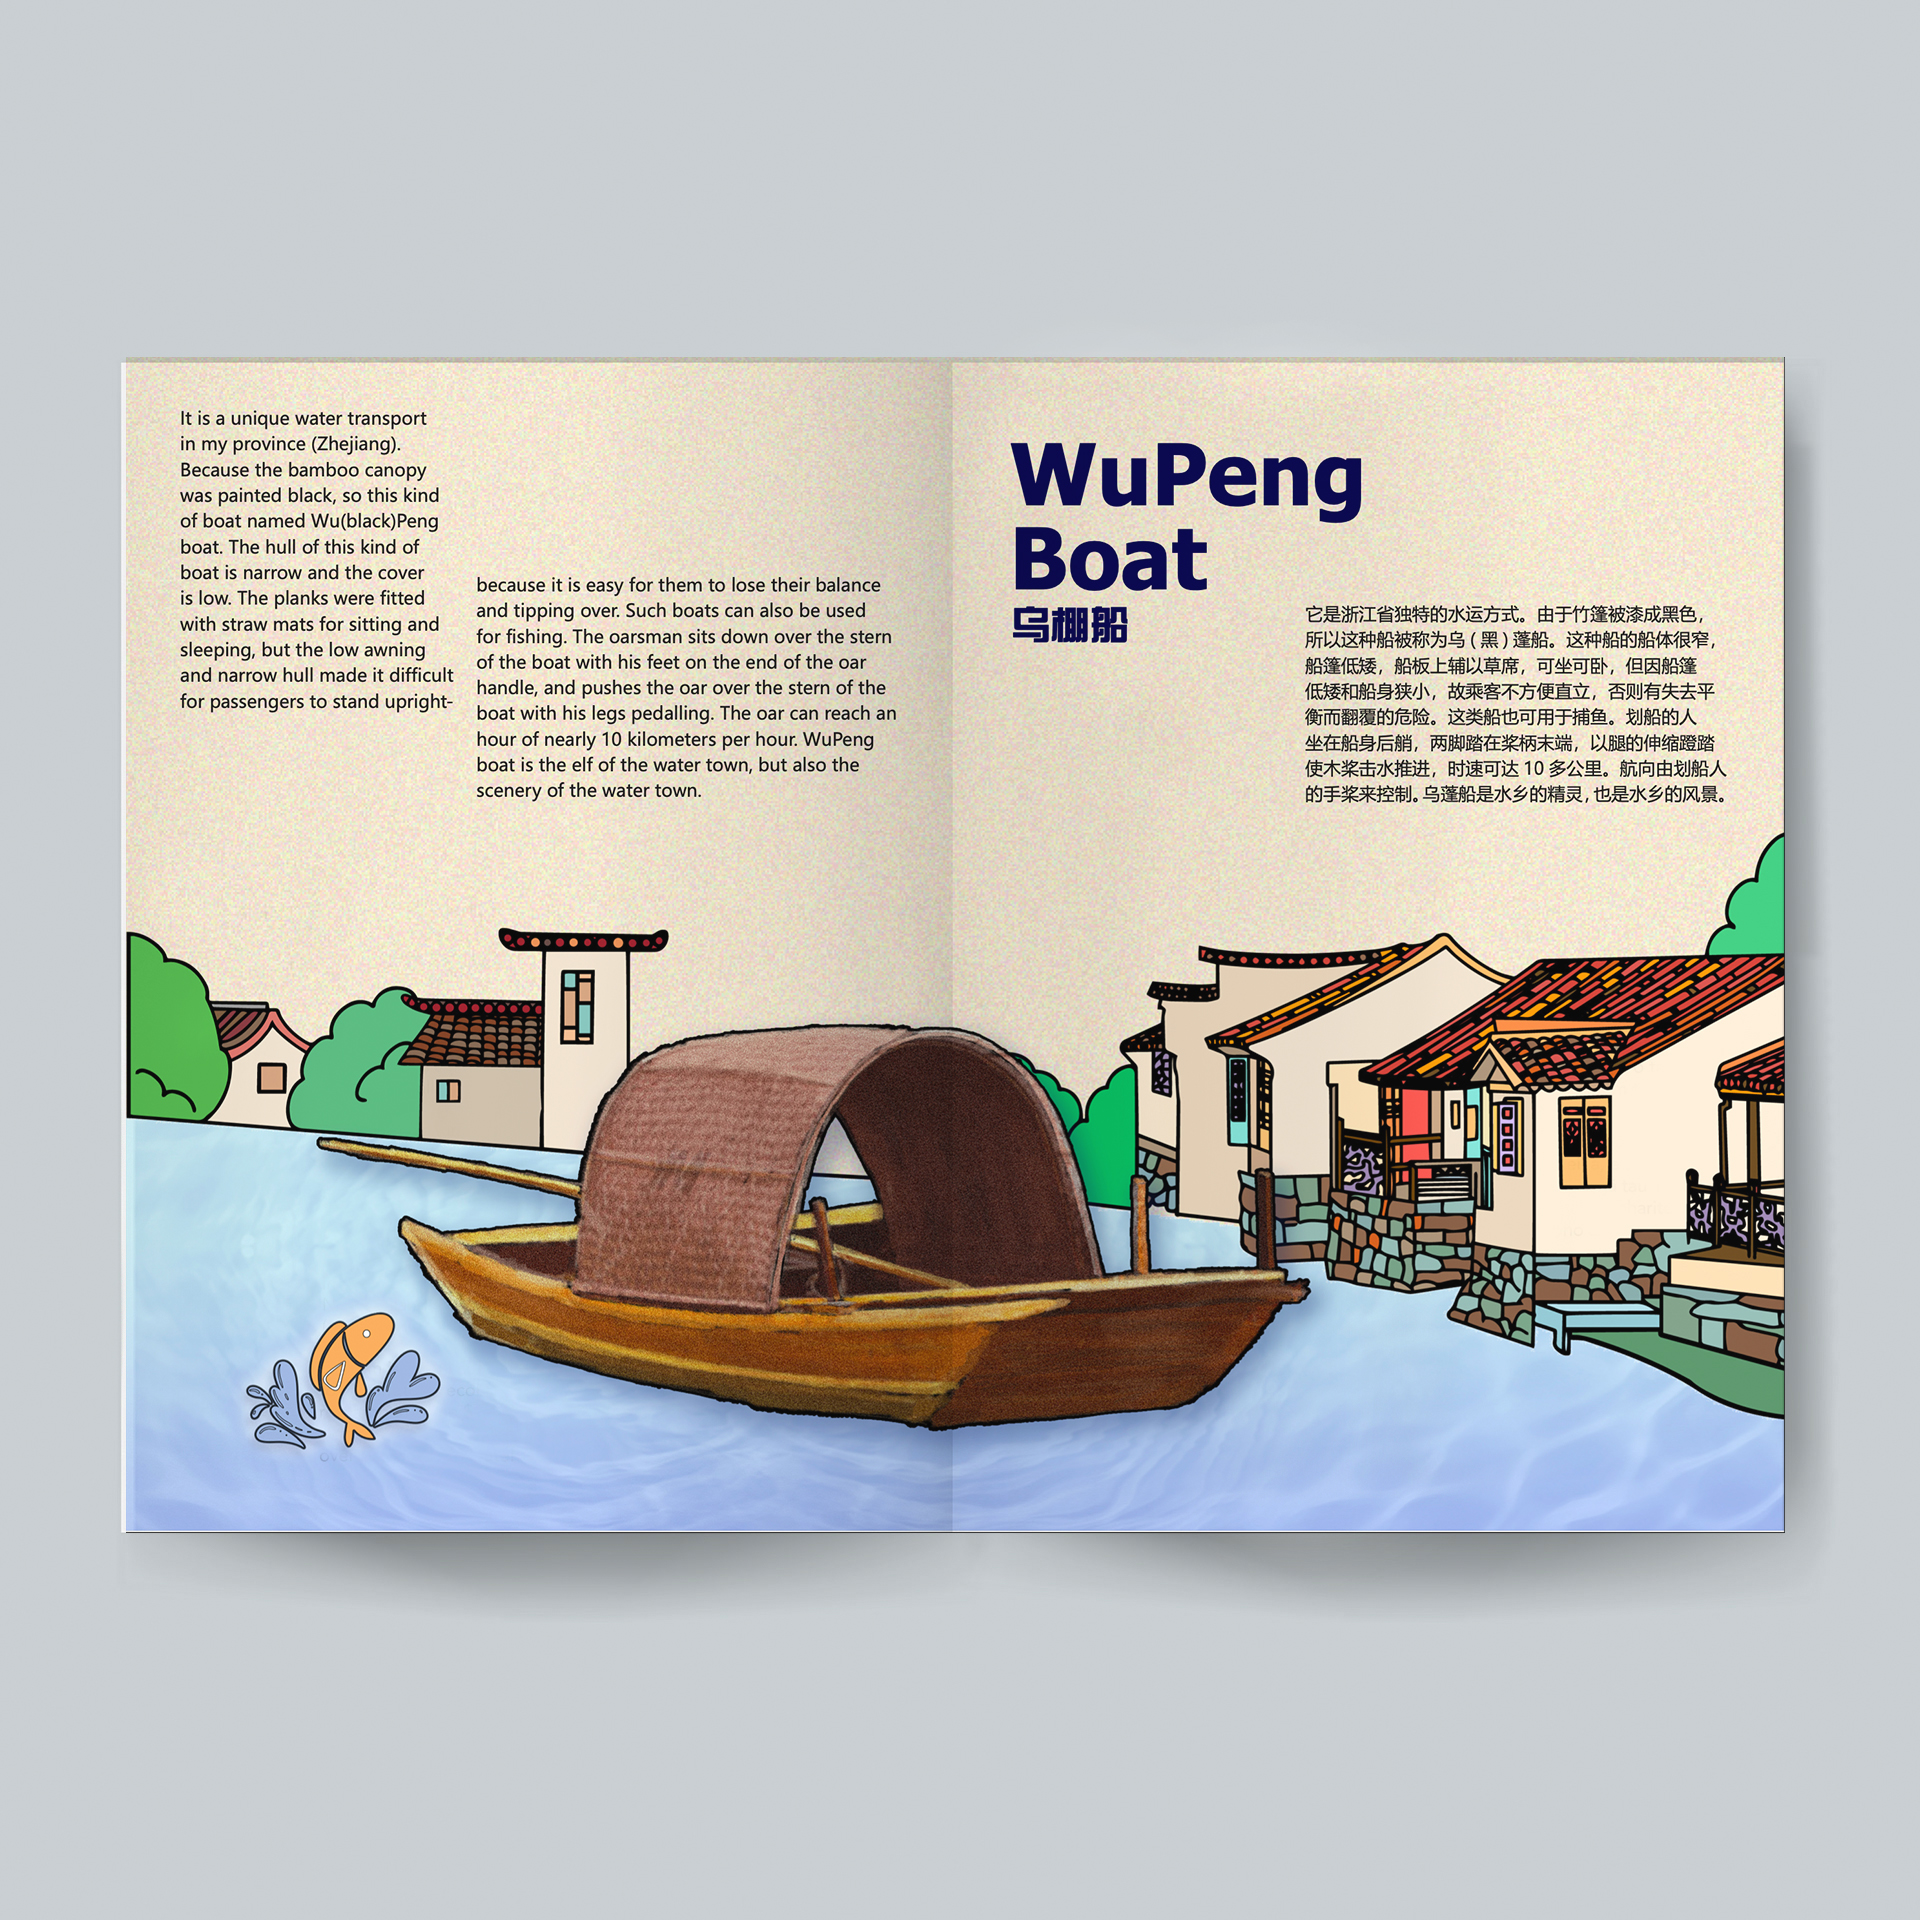 It is a unique water transport
in my province (Zhejiang).
Because the bamboo canopy
was painted black, so this kind
of boat named Wu(black)Peng
boat. The hull of this kind of
boat is narrow and the cover
is low. The planks were fitted
with straw mats for sitting and
sleeping, but the low awning
and narrow hull made it difficult
for passengers to stand upright-
because it is easy for them to lose their balance
and tipping over. Such boats can also be used
for fishing. The oarsman sits down over the stern
of the boat with his feet on the end of the oar
handle, and pushes the oar over the stern of the
boat with his legs pedalling. The oar can reach an
hour of nearly 10 kilometers per hour. WuPeng
boat is the elf of the water town, but also the
scenery of the water town.
WuPeng
Boat
乌棚船
它是浙江省独特的水运方式。由于竹篷被漆成黑色，
所以这种船被称为乌（黑）蓬船。这种船的船体很窄，
船篷低矮，船板上辅以草席，可坐可卧，但因船篷
低矮和船身狭小，故乘客不方便直立，否则有失去平
衡而翻覆的危险。这类船也可用于捕鱼。划船的人
坐在船身后艄，两脚踏在桨柄末端，以腿的伸缩蹬踏
使木桨击水推进，时速可达 10 多公里。航向由划船人
的手桨来控制。乌蓬船是水乡的精灵，也是水乡的风景。